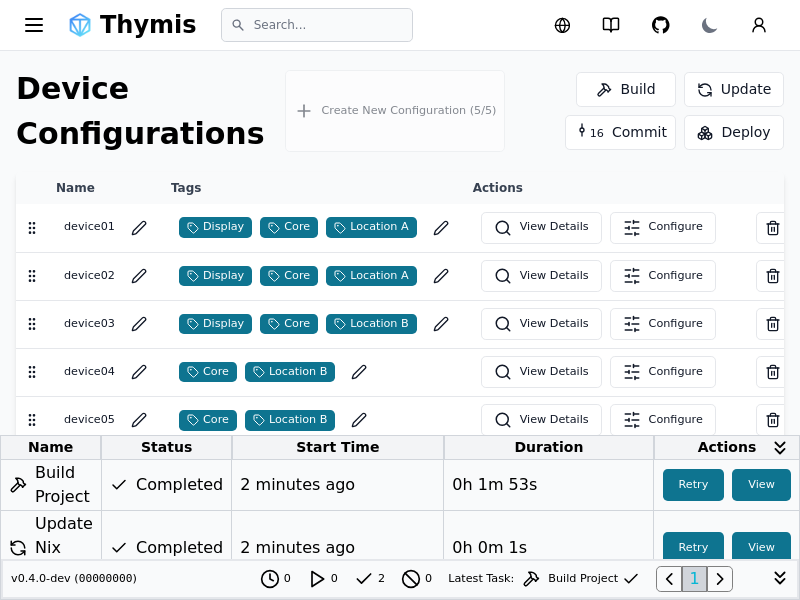 Thymis
Search...
Device
Configurations
Create New Configuration (5/5)
Build
Update
16 Commit
Deploy
Name Tags Actions
device01 Display Core Location A View Details Configure
device02 Display Core Location A View Details Configure
device03 Display Core Location B View Details Configure
device04 Core Location B View Details Configure
device05 Core Location B View Details Configure
Name Status Start Time Duration Actions
Build
Project
Completed 2 minutes ago 0h 1m 53s Retry View
Update
Nix
Completed 2 minutes ago 0h 0m 1s Retry View
v0.4.0-dev (00000000) 0 0 2 0 Latest Task: Build Project 1